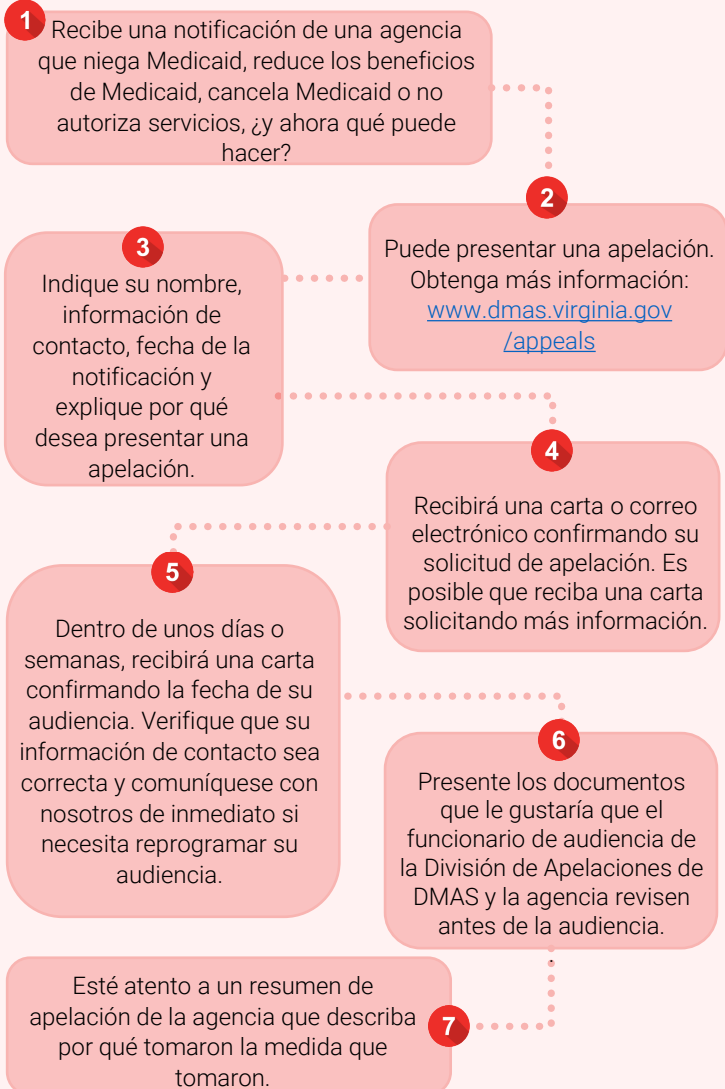 1
Recibe una notificación de una agencia
que niega Medicaid, reduce los beneficios
de Medicaid, cancela Medicaid o no
autoriza servicios, ¿y ahora qué puede
hacer?
2
Puede presentar una apelación.
Obtenga más información:
www.dmas.virginia.gov
/appeals
3
Indique su nombre,
información de
contacto, fecha de la
notificación y
explique por qué
desea presentar una
apelación.
4
Recibirá una carta o correo
electrónico confirmando su
solicitud de apelación. Es
posible que reciba una carta
solicitando más información.
5
Dentro de unos días o
semanas, recibirá una carta
confirmando la fecha de su
audiencia. Verifique que su
información de contacto sea
correcta y comuníquese con
nosotros de inmediato si
necesita reprogramar su
audiencia.
6
Presente los documentos
que le gustaría que el
funcionario de audiencia de
la División de Apelaciones de
DMAS y la agencia revisen
antes de la audiencia.
7
Esté atento a un resumen de
apelación de la agencia que describa
por qué tomaron la medida que
tomaron.